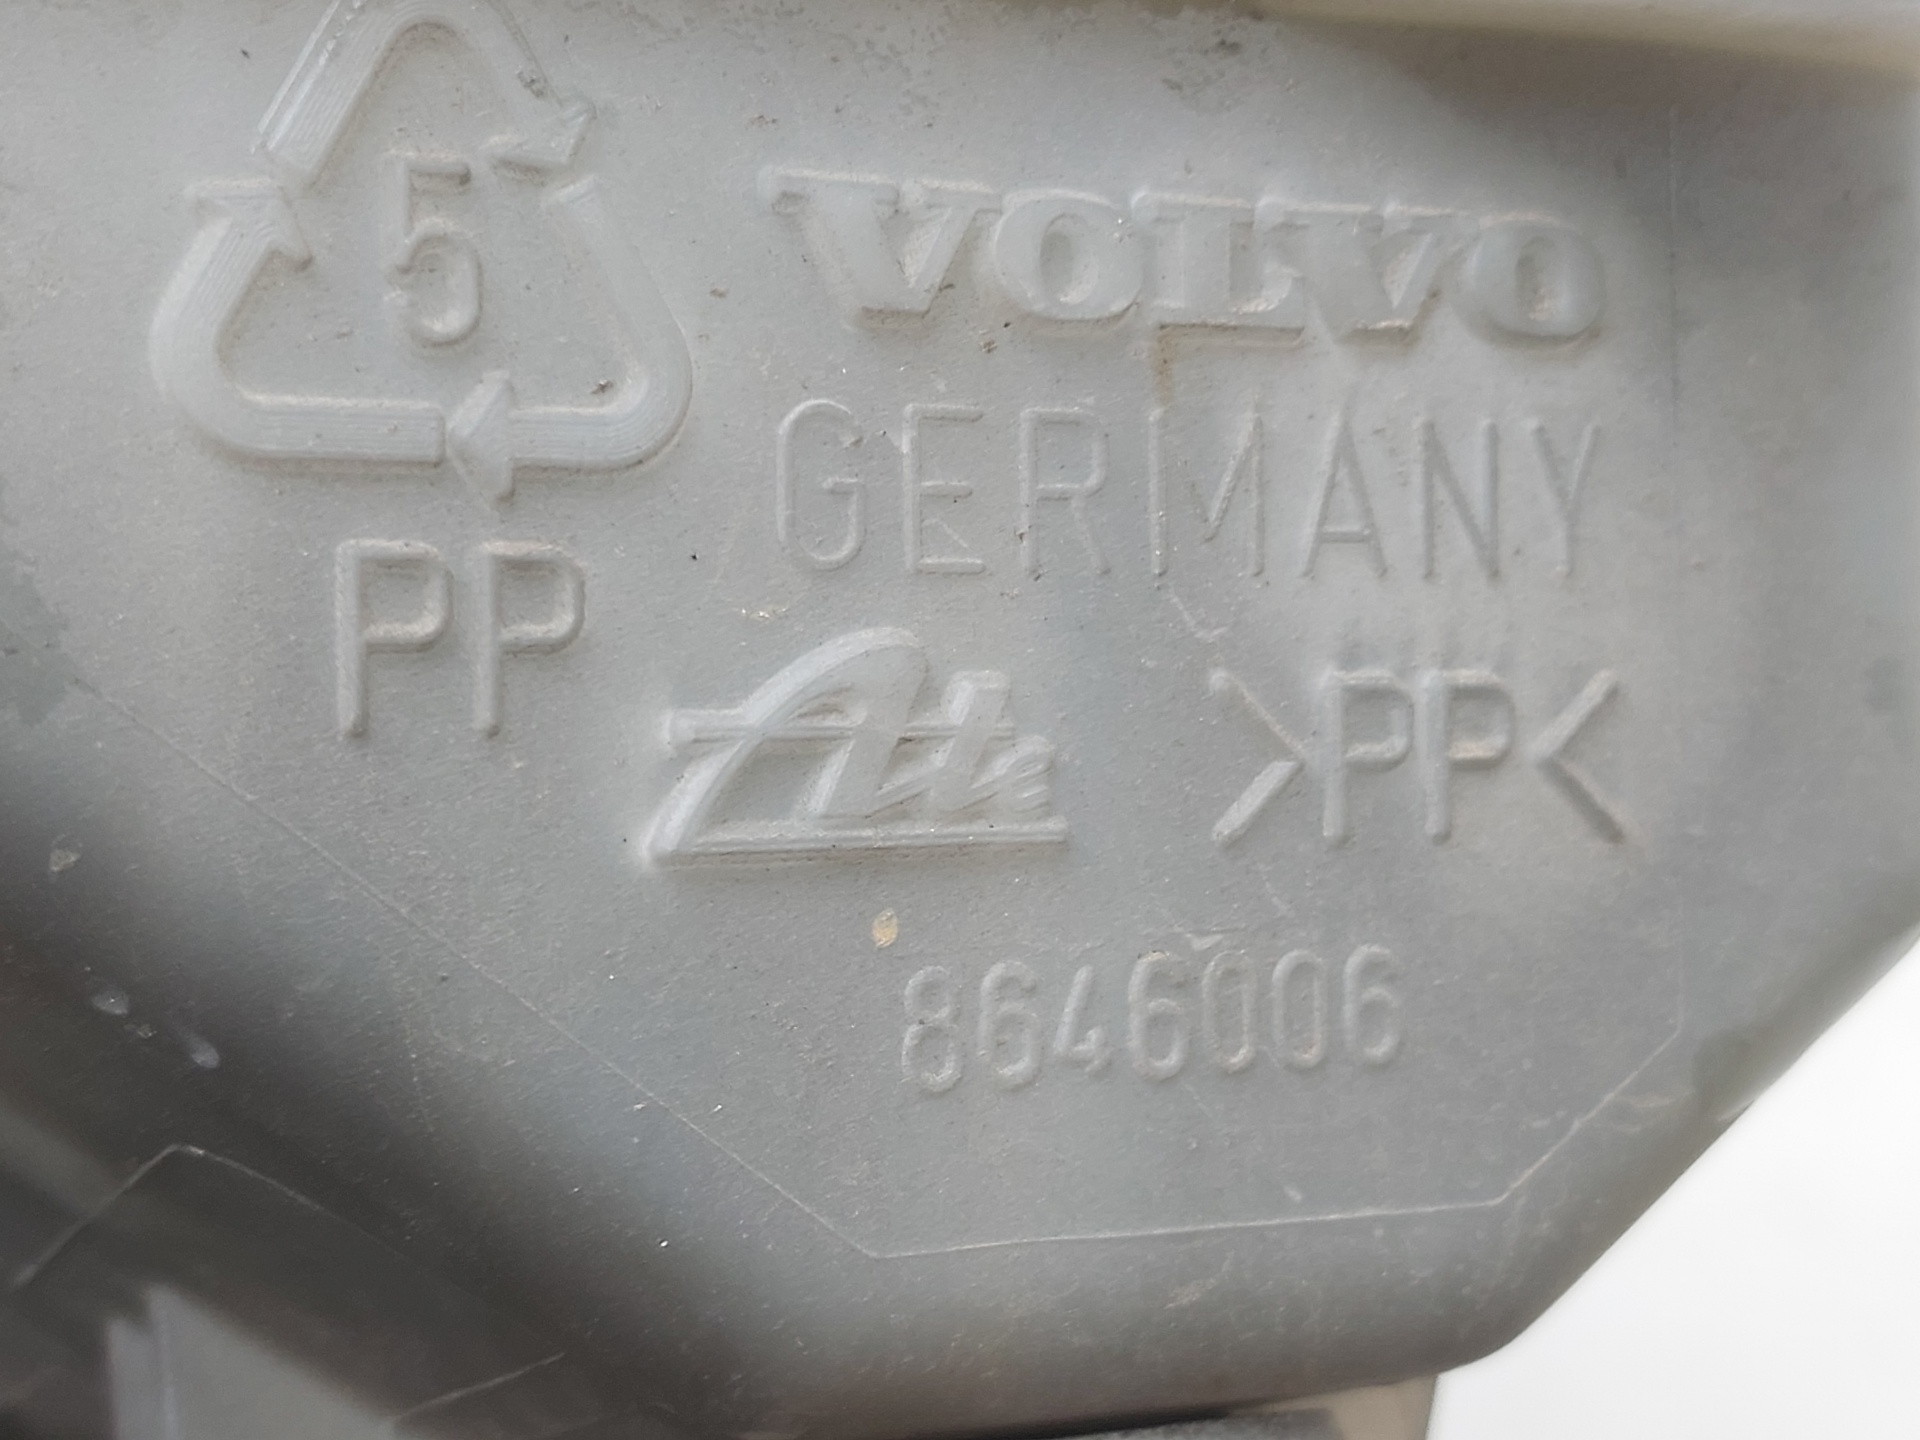 5
PP
VOLVO
GERMANY
Ate
>PP<
8646006